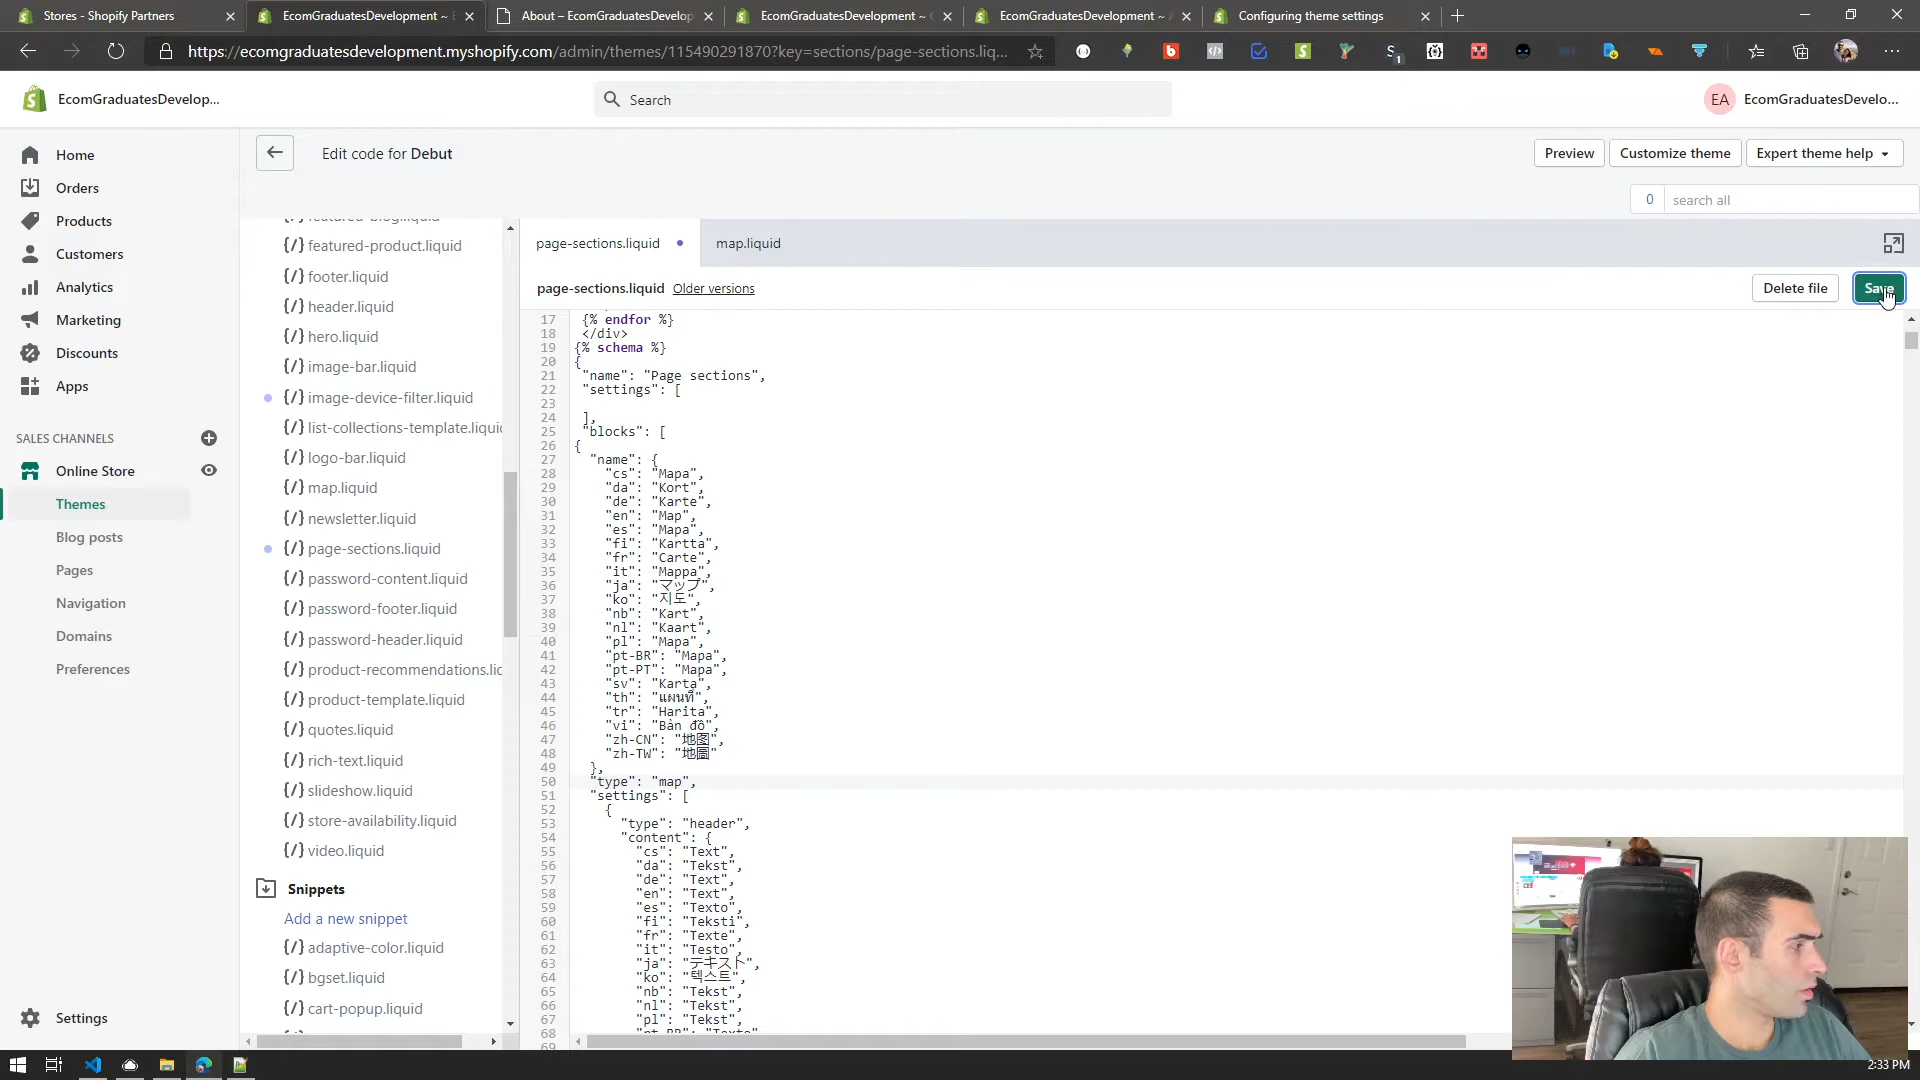 Stores - Shopify Partners
EcomGraduatesDevelopment ~
About – EcomGraduatesDevelop
EcomGraduatesDevelopment ~
EcomGraduatesDevelopment ~
Configuring theme settings
https://ecomgraduatesdevelopment.myshopify.com/admin/themes/115490291870?key=sections/page-sections.liq...
EcomGraduatesDevelop...
Search
EA
EcomGraduatesDevelo...
Home
Orders
Products
Customers
Analytics
Marketing
Discounts
Apps
SALES CHANNELS
Online Store
Themes
Blog posts
Pages
Navigation
Domains
Preferences
Settings
Edit code for Debut
Preview
Customize theme
Expert theme help
0
search all
{/} featured-product.liquid
{/} footer.liquid
{/} header.liquid
{/} hero.liquid
{/} image-bar.liquid
{/} image-device-filter.liquid
{/} list-collections-template.liquid
{/} logo-bar.liquid
{/} map.liquid
{/} newsletter.liquid
{/} page-sections.liquid
{/} password-content.liquid
{/} password-footer.liquid
{/} password-header.liquid
{/} product-recommendations.lic
{/} product-template.liquid
{/} quotes.liquid
{/} rich-text.liquid
{/} slideshow.liquid
{/} store-availability.liquid
{/} video.liquid
Snippets
Add a new snippet
{/} adaptive-color.liquid
{/} bgset.liquid
{/} cart-popup.liquid
page-sections.liquid
map.liquid
page-sections.liquid Older versions
Delete file
Save
17 {% endfor %}
18 </div>
19 {% schema %}
20 {
21 "name": "Page sections",
22 "settings": [
23
24 ],
25 "blocks": [
26 {
27 "name": {
28 "cs": "Mapa",
29 "da": "Kort",
30 "de": "Karte",
31 "en": "Map",
32 "es": "Mapa",
33 "fi": "Kartta",
34 "fr": "Carte",
35 "it": "Mappa",
36 "ja": "マップ",
37 "ko": "지도",
38 "nb": "Kart",
39 "nl": "Kaart",
40 "pl": "Mapa",
41 "pt-BR": "Mapa",
42 "pt-PT": "Mapa",
43 "sv": "Karta",
44 "th": "แผนที่",
45 "tr": "Harita",
46 "vi": "Bản đồ",
47 "zh-CN": "地图",
48 "zh-TW": "地圖"
49 },
50 "type": "map",
51 "settings": [
52 {
53 "type": "header",
54 "content": {
55 "cs": "Text",
56 "da": "Tekst",
57 "de": "Text",
58 "en": "Text",
59 "es": "Texto",
60 "fi": "Teksti",
61 "fr": "Texte",
62 "it": "Testo",
63 "ja": "テキスト",
64 "ko": "텍스트",
65 "nb": "Tekst",
66 "nl": "Tekst",
67 "pl": "Tekst",
68 "pt-BR": "Texto"
69
2:33 PM